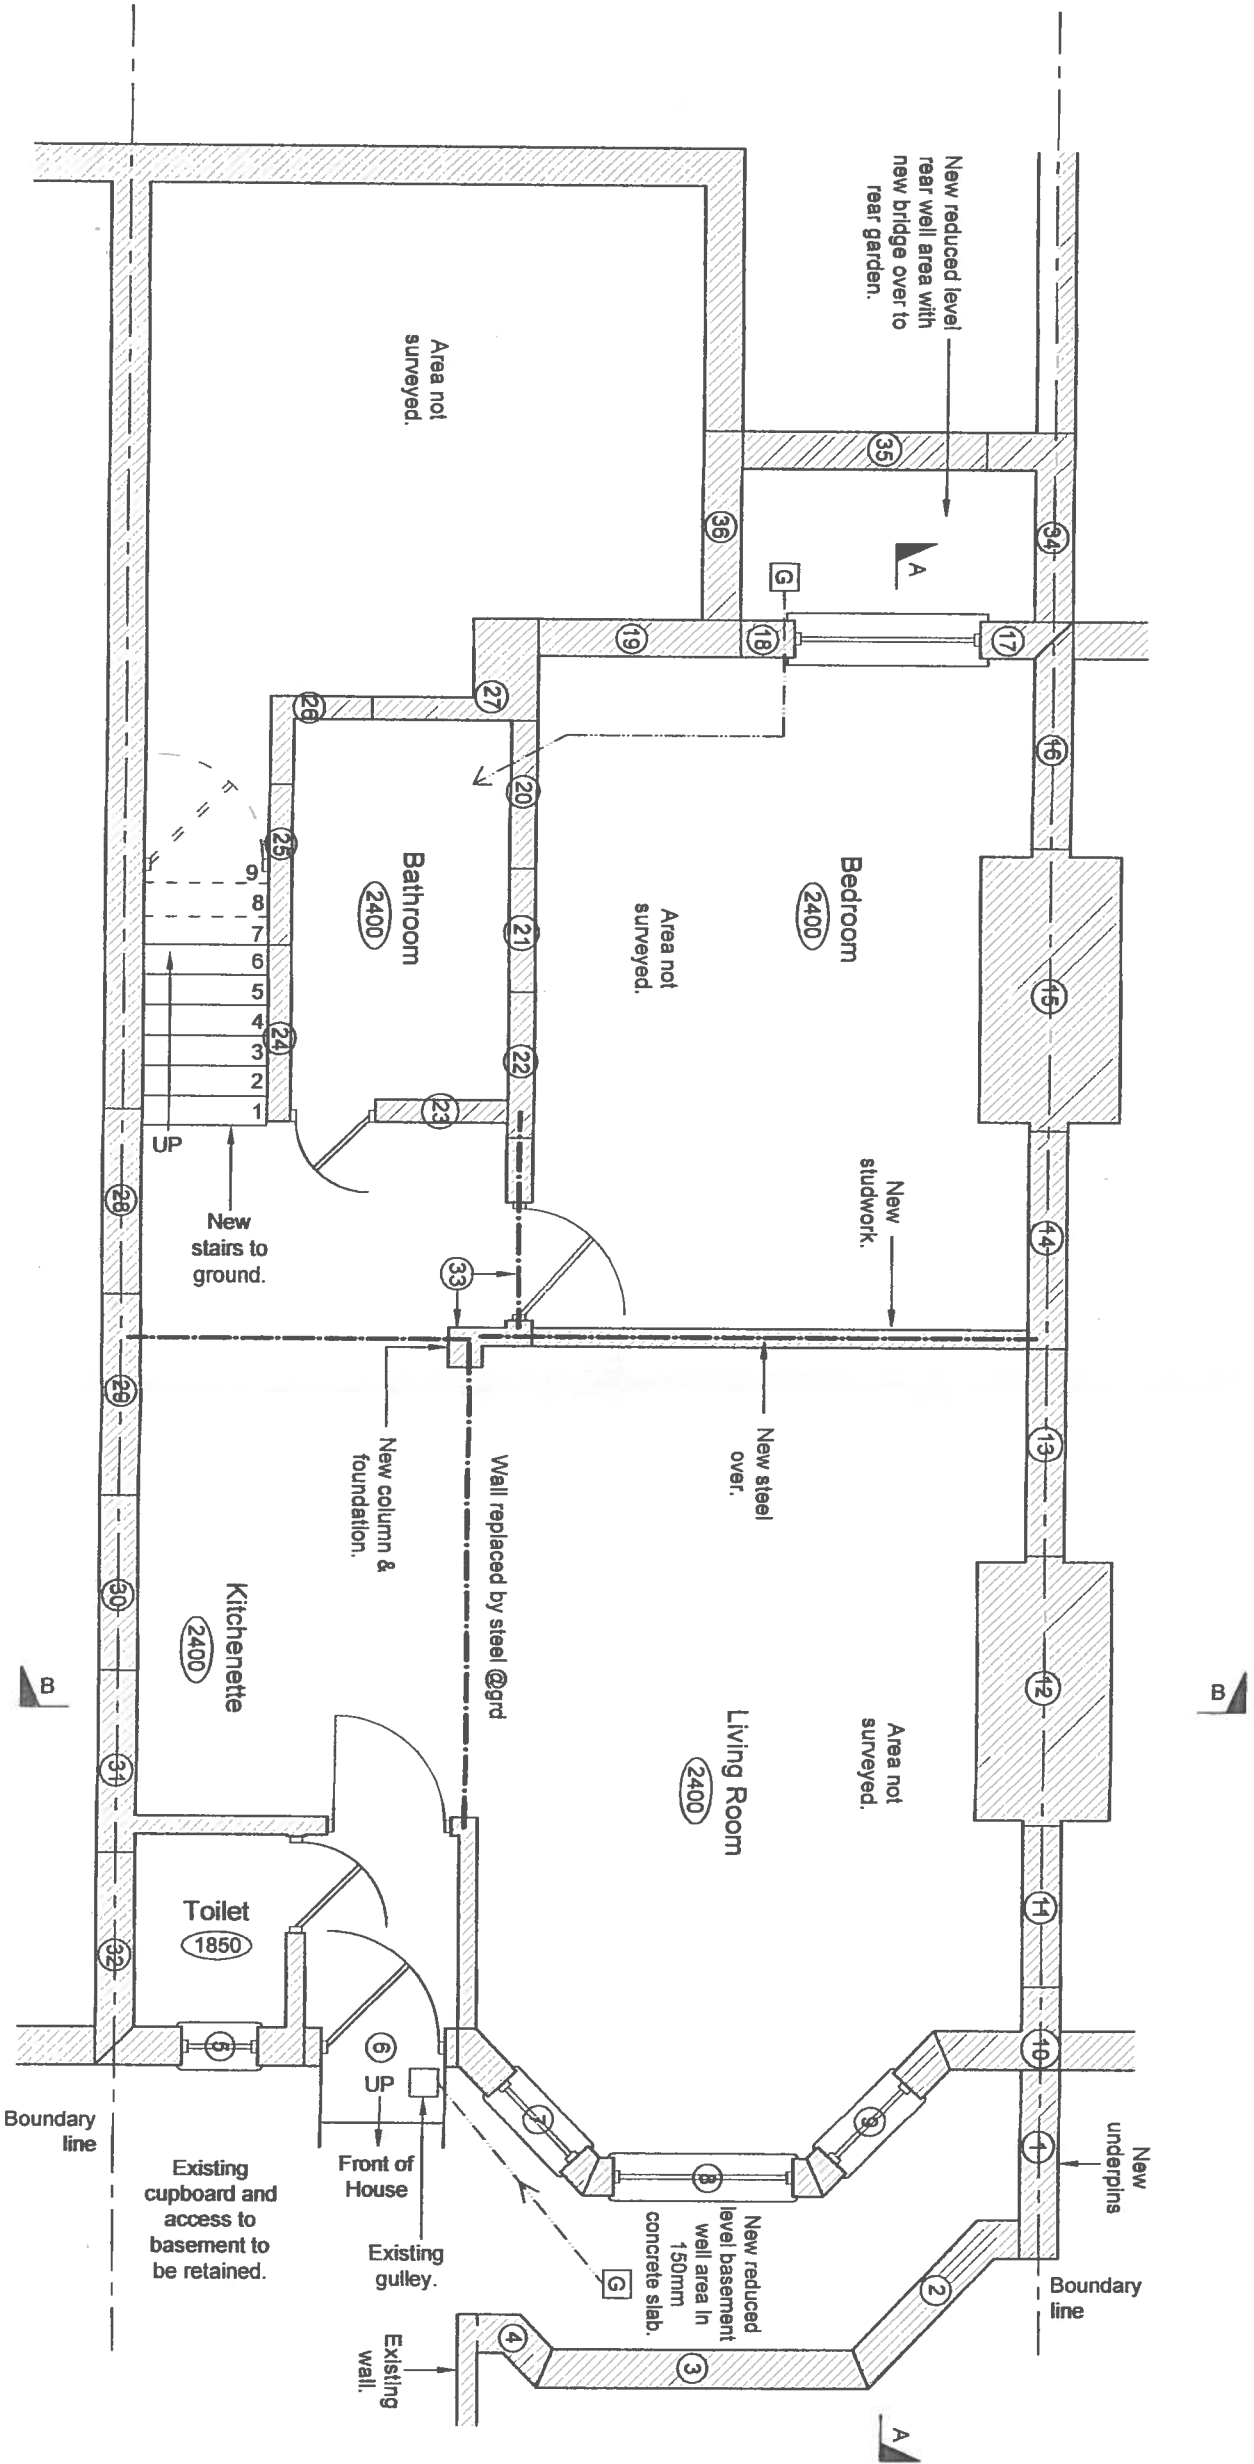 New reduced level
rear well area with
new bridge over to
rear garden.
Area not
surveyed.
35
34
36
A
G
19
18
17
27
26
16
20
25
Bathroom
2400
Bedroom
2400
21
Area not
surveyed.
15
9
8
7
6
5
4
3
2
1
24
22
23
UP
28
New
stairs to
ground.
14
New
studwork.
33
29
13
New column &
foundation.
Wall replaced by steel @grd
New steel
over.
30
Kitchenette
2400
B
B
12
31
Living Room
2400
Area not
surveyed.
11
Toilet
1850
32
5
6
UP
10
7
9
8
1
New
underpins
Boundary
line
Existing
cupboard and
access to
basement to
be retained.
Front of
House
Existing
gulley.
New reduced
level basement
well area in
150mm
concrete slab.
G
2
Boundary
line
4
3
Existing
wall.
A